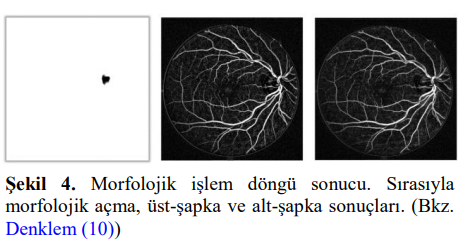 Şekil 4. Morfolojik işlem döngü sonucu. Sırasıyla
morfolojik açma, üst-şapka ve alt-şapka sonuçları. (Bkz.
Denklem (10))